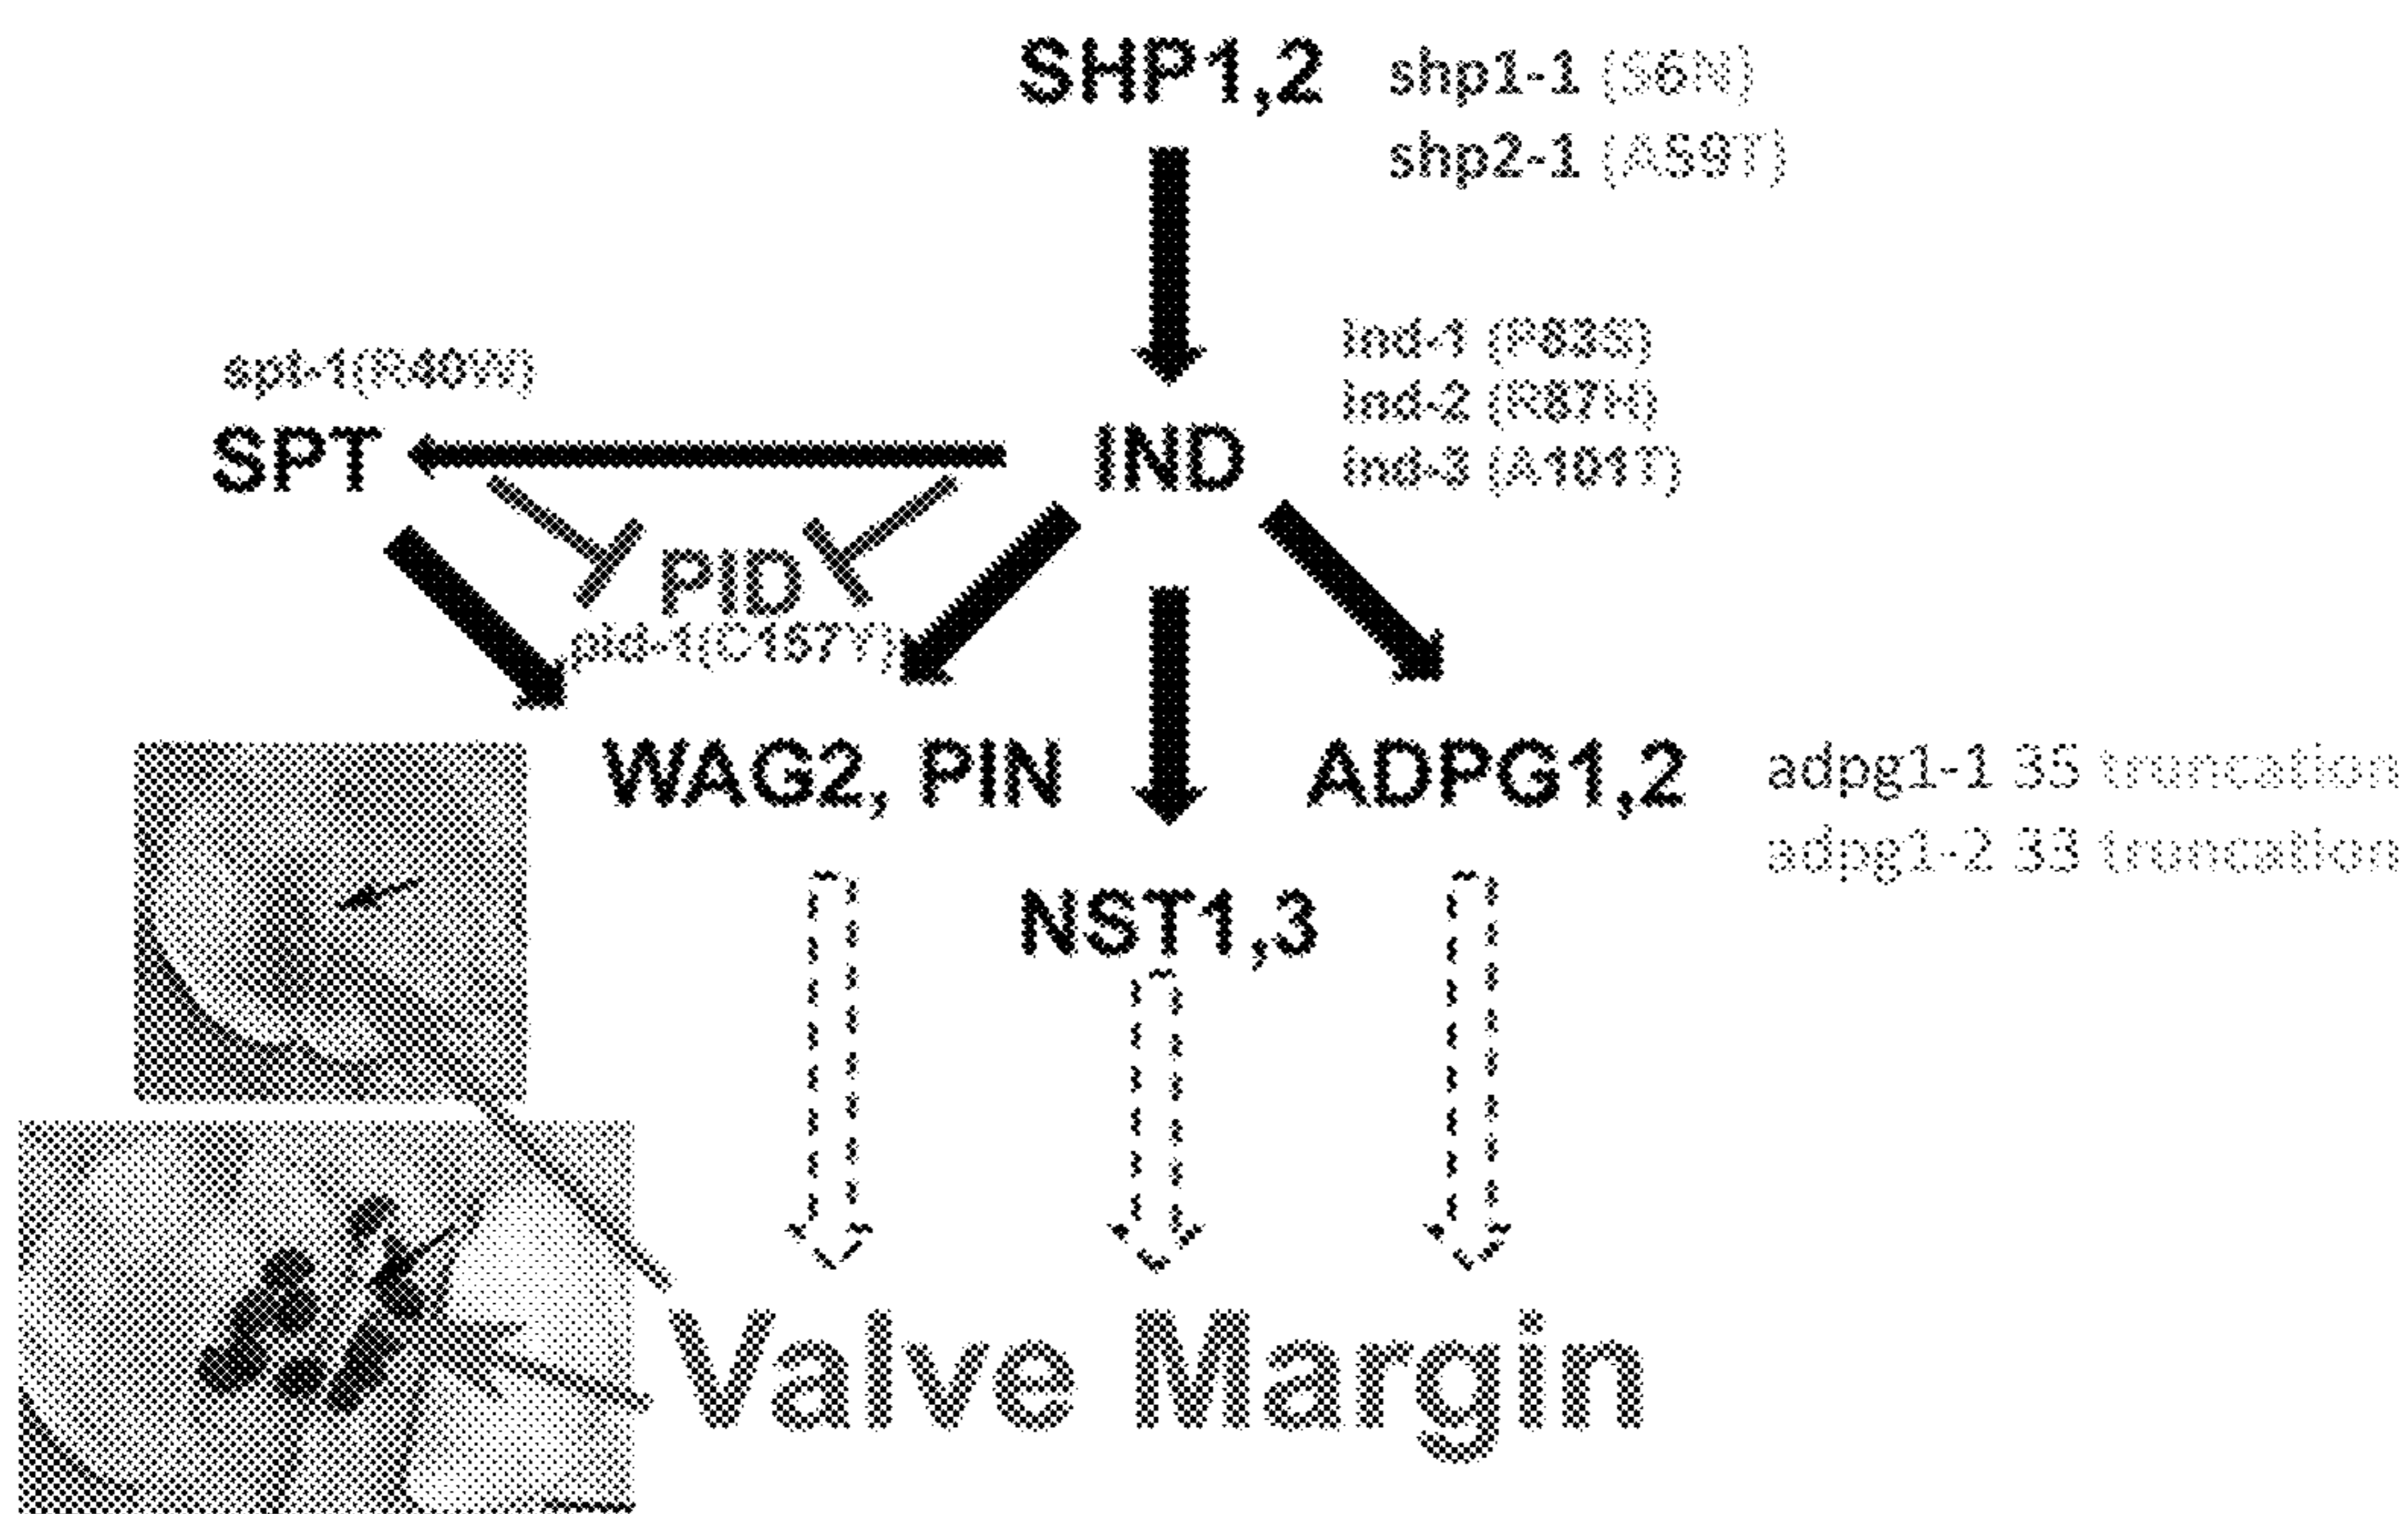 SHP1,2
shp1-1 (S6N)
shp2-1 (A59T)
ind-1 (P83S)
ind-2 (R87H)
ind-3 (A101T)
spt-1(R40W)
SPT
IND
PID
pid-1(C157Y)
WAG2, PIN
ADPG1,2
adpg1-1 35 truncation
adpg1-2 33 truncation
NST1,3
Valve Margin